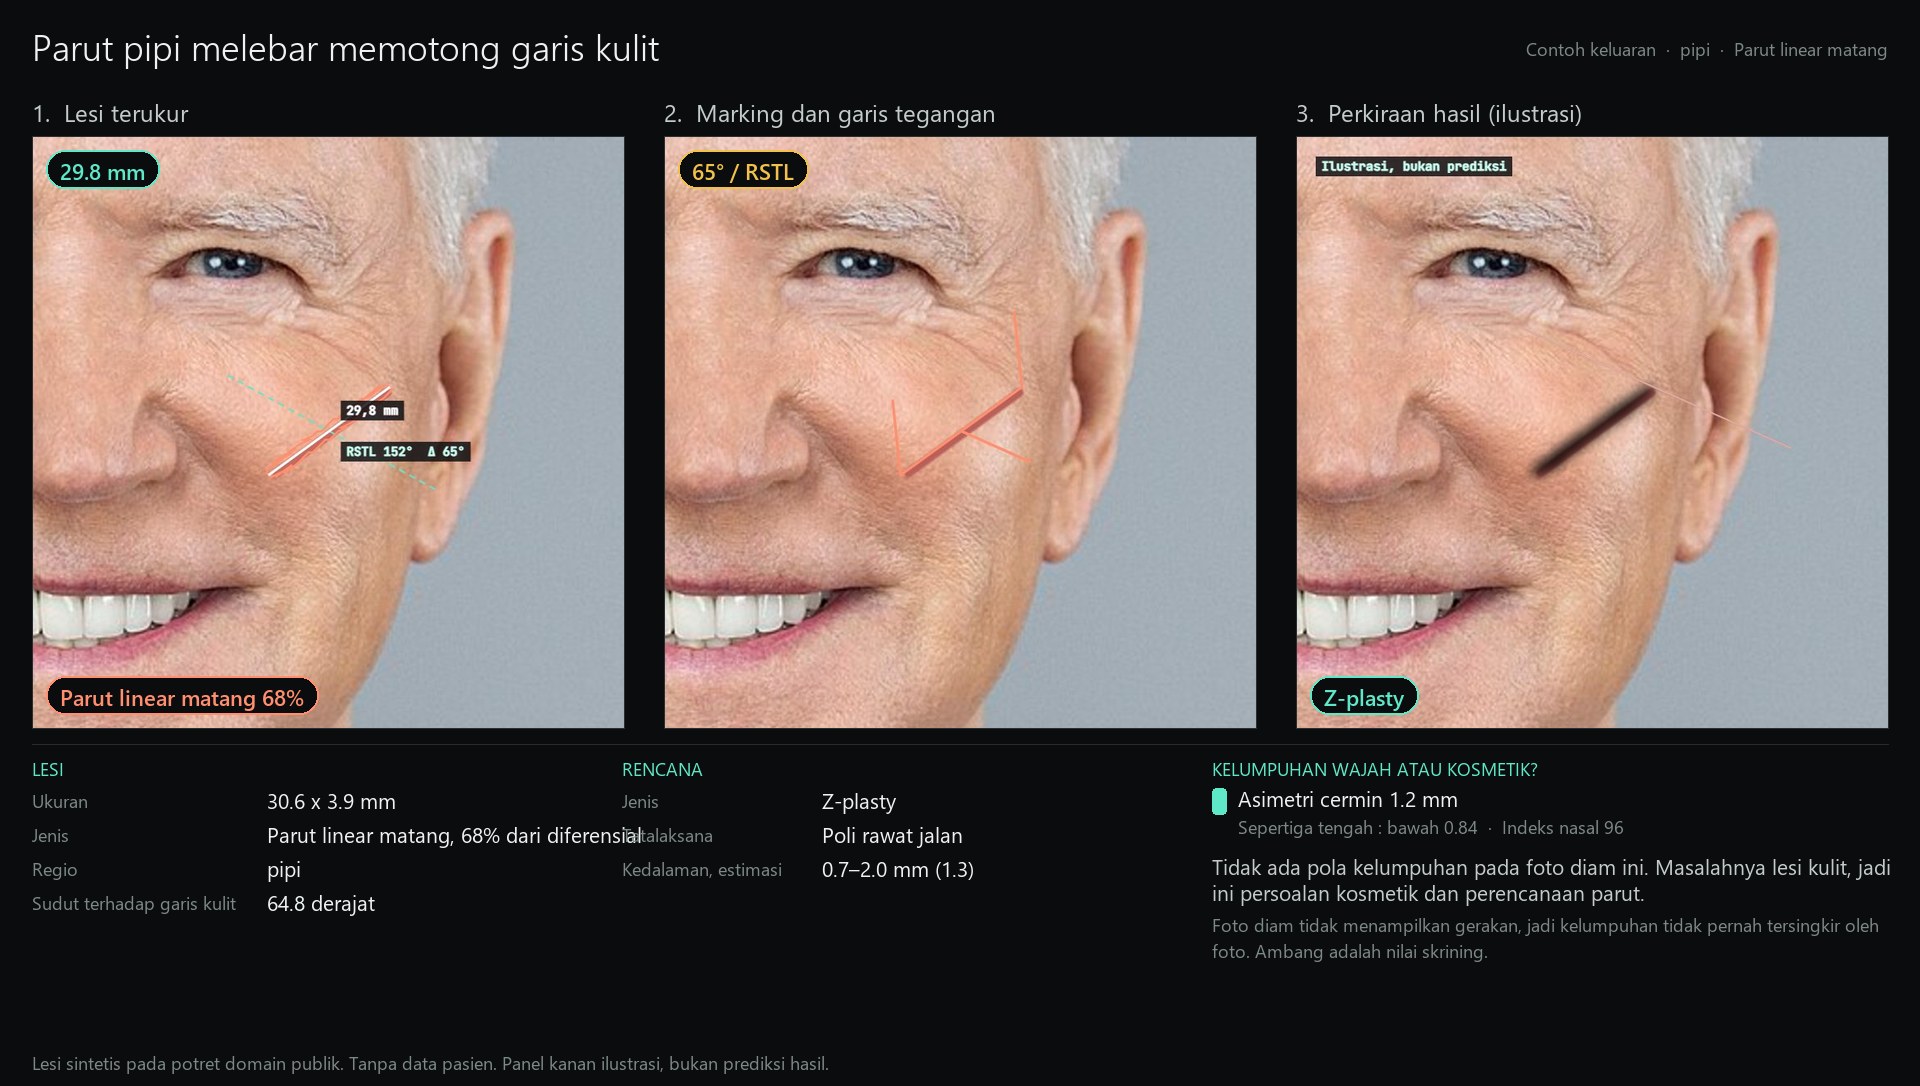 Parut pipi melebar memotong garis kulit
Contoh keluaran · pipi · Parut linear matang
1. Lesi terukur
2. Marking dan garis tegangan
3. Perkiraan hasil (ilustrasi)
29.8 mm
29,8 mm
RSTL 152° Δ 65°
Parut linear matang 68%
65° / RSTL
Ilustrasi, bukan prediksi
Z-plasty
LESI
Ukuran 30.6 x 3.9 mm
Jenis Parut linear matang, 68% dari diferensial
Regio pipi
Sudut terhadap garis kulit 64.8 derajat
RENCANA
Jenis Z-plasty
Tatalaksana Poli rawat jalan
Kedalaman, estimasi 0.7–2.0 mm (1.3)
KELUMPUHAN WAJAH ATAU KOSMETIK?
Asimetri cermin 1.2 mm
Sepertiga tengah : bawah 0.84 · Indeks nasal 96
Tidak ada pola kelumpuhan pada foto diam ini. Masalahnya lesi kulit, jadi
ini persoalan kosmetik dan perencanaan parut.
Foto diam tidak menampilkan gerakan, jadi kelumpuhan tidak pernah tersingkir oleh
foto. Ambang adalah nilai skrining.
Lesi sintetis pada potret domain publik. Tanpa data pasien. Panel kanan ilustrasi, bukan prediksi hasil.